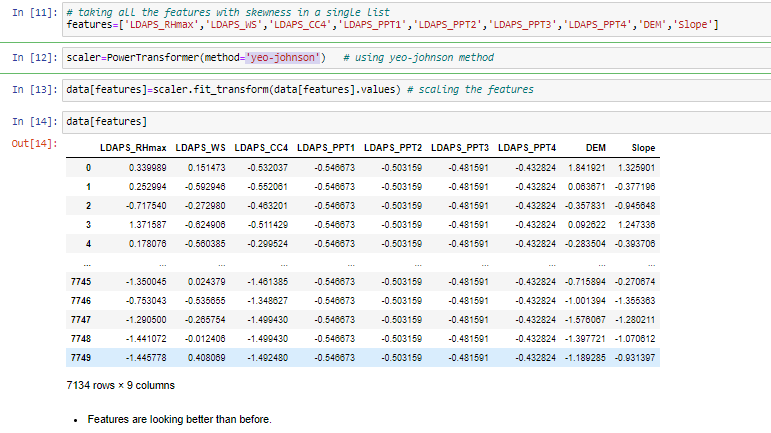 In [11]: # taking all the features with skewness in a single list
features=['LDAPS_RHmax','LDAPS_WS','LDAPS_CC4','LDAPS_PPT1','LDAPS_PPT2','LDAPS_PPT3','LDAPS_PPT4','DEM','Slope']
In [12]: scaler=PowerTransformer(method='yeo-johnson') # using yeo-johnson method
In [13]: data[features]=scaler.fit_transform(data[features].values) # scaling the features
In [14]: data[features]
Out[14]:
LDAPS_RHmax LDAPS_WS LDAPS_CC4 LDAPS_PPT1 LDAPS_PPT2 LDAPS_PPT3 LDAPS_PPT4 DEM Slope
0 0.339989 0.151473 -0.532037 -0.546673 -0.503159 -0.481591 -0.432824 1.841921 1.325901
1 0.252994 -0.592946 -0.552061 -0.546673 -0.503159 -0.481591 -0.432824 0.063671 -0.377196
2 -0.717540 -0.272980 -0.463201 -0.546673 -0.503159 -0.481591 -0.432824 -0.357831 -0.945648
3 1.371587 -0.624906 -0.511429 -0.546673 -0.503159 -0.481591 -0.432824 0.092622 1.247336
4 0.178076 -0.560385 -0.299524 -0.546673 -0.503159 -0.481591 -0.432824 -0.283504 -0.393706
... ... ... ... ... ... ... ... ... ...
7745 -1.350045 0.024379 -1.461385 -0.546673 -0.503159 -0.481591 -0.432824 -0.715894 -0.270674
7746 -0.753043 -0.535655 -1.348627 -0.546673 -0.503159 -0.481591 -0.432824 -1.001394 -1.355363
7747 -1.290500 -0.265754 -1.499430 -0.546673 -0.503159 -0.481591 -0.432824 -1.576067 -1.280211
7748 -1.441072 -0.012406 -1.499430 -0.546673 -0.503159 -0.481591 -0.432824 -1.397721 -1.070612
7749 -1.445778 0.408069 -1.492480 -0.546673 -0.503159 -0.481591 -0.432824 -1.189285 -0.931397
7134 rows × 9 columns
• Features are looking better than before.